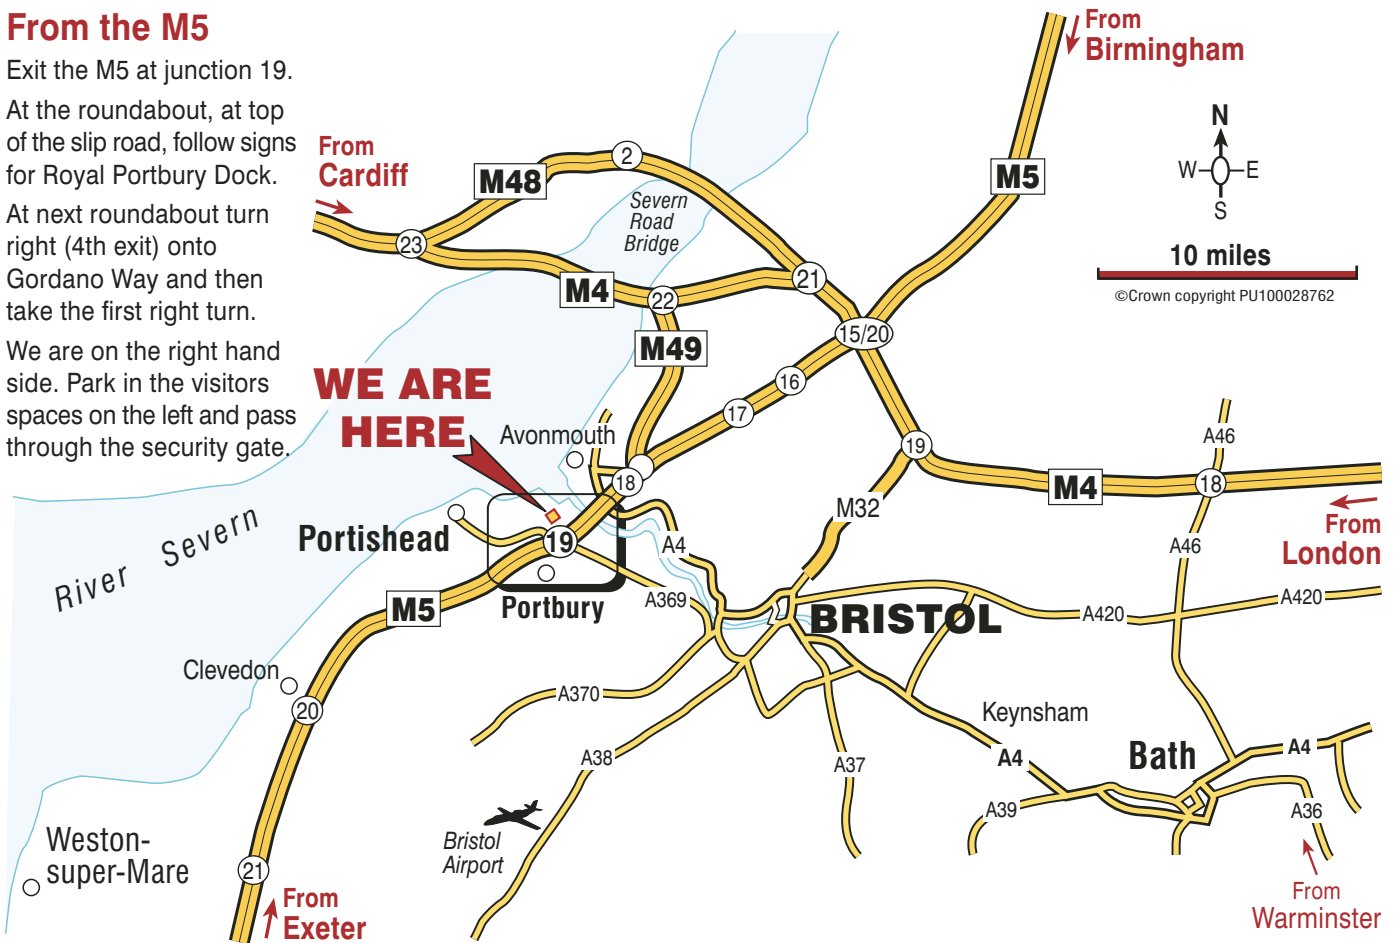 From the M5
Exit the M5 at junction 19.
At the roundabout, at top
of the slip road, follow signs
for Royal Portbury Dock.
At next roundabout turn
right (4th exit) onto
Gordano Way and then
take the first right turn.
We are on the right hand
side. Park in the visitors
spaces on the left and pass
through the security gate.
From
Cardiff
From
Birmingham
N
W E
S
10 miles
©Crown copyright PU100028762
M48
2
Severn
Road
Bridge
M5
23
M4
22
21
15/20
M49
16
17
WE ARE
HERE
Avonmouth
18
19
M4
A46
18
From
London
M32
A46
River Severn
Portishead
19
A4
Portbury
A369
M5
BRISTOL
A420
A420
Clevedon
20
A370
Keynsham
A38
A37
A4
Bath
A4
A39
A36
Bristol
Airport
Weston-
super-Mare
21
From
Exeter
From
Warminster